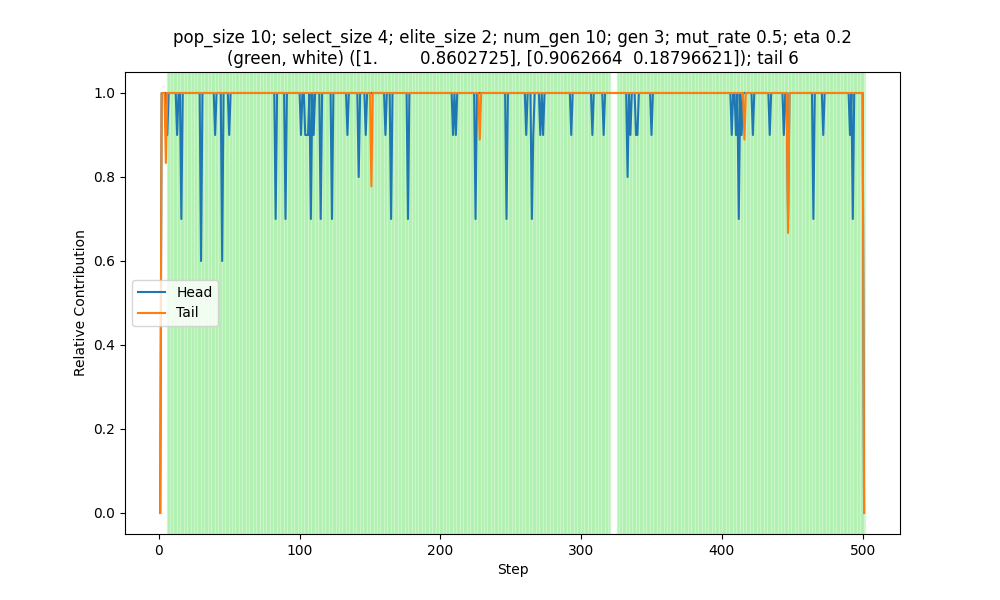 pop_size 10; select_size 4; elite_size 2; num_gen 10; gen 3; mut_rate 0.5; eta 0.2
(green, white) ([1.         0.8602725], [0.9062664  0.18796621]); tail 6
1.0
0.8
0.6
0.4
0.2
0.0
Relative Contribution
Head
Tail
0
100
200
300
400
500
Step